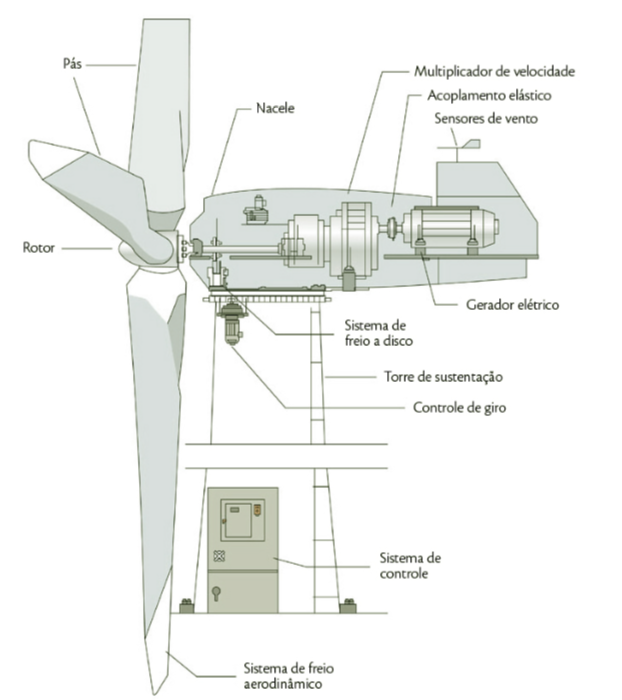 Pás
Multiplicador de velocidade
Acoplamento elástico
Nacele
Sensores de vento
Rotor
Gerador elétrico
Sistema de
freio a disco
Torre de sustentação
Controle de giro
Sistema de
controle
Sistema de freio
aerodinâmico